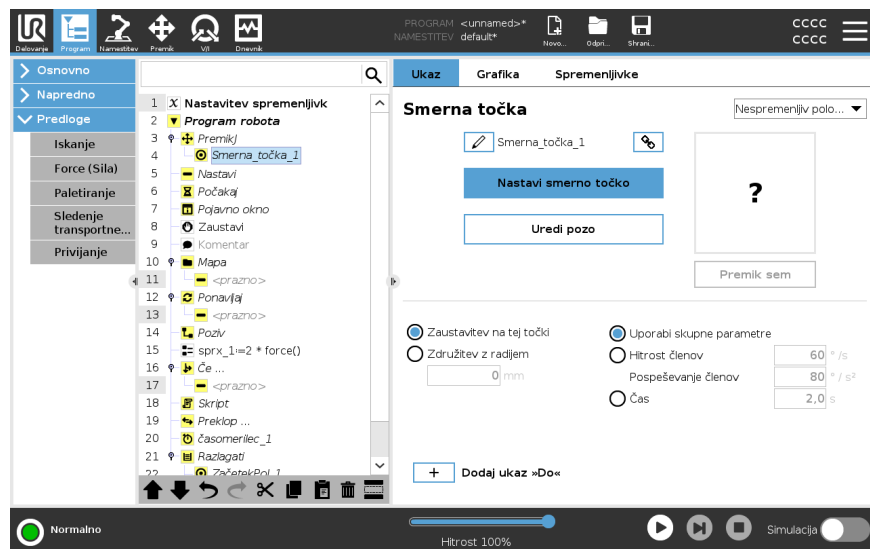 PROGRAM <unnamed>*
NAMESTITEV default*
cccc
cccc
Delovanje
Program
Namestitev
Premik
V/I
Dnevnik
Novo...
Odpri...
Shrani...
Osnovno
Napredno
Predloge
Iskanje
Force (Sila)
Paletiranje
Sledenje
transportne...
Privijanje
1 X Nastavitev spremenljivk
2 Program robota
3 PremikJ
4 Smerna_točka_1
5 Nastavi
6 Počakaj
7 Pojavno okno
8 Zaustavi
9 Komentar
10 Mapa
11 <prazno>
12 Ponavljaj
13 <prazno>
14 Poziv
15 sprx_1≔2 * force()
16 Če ...
17 <prazno>
18 Skript
19 Preklop ...
20 časomerilec_1
21 Razlagati
22 ZačetekPol_1
Ukaz
Grafika
Spremenljivke
Smerna točka
Nespremenljiv polo...
Smerna_točka_1
Nastavi smerno točko
Uredi pozo
?
Premik sem
Zaustavitev na tej točki
Združitev z radijem
0 mm
Uporabi skupne parametre
Hitrost členov 60 ° /s
Pospeševanje členov 80 ° / s²
Čas 2,0 s
+ Dodaj ukaz »Do«
Normalno
Hitrost 100%
Simulacija